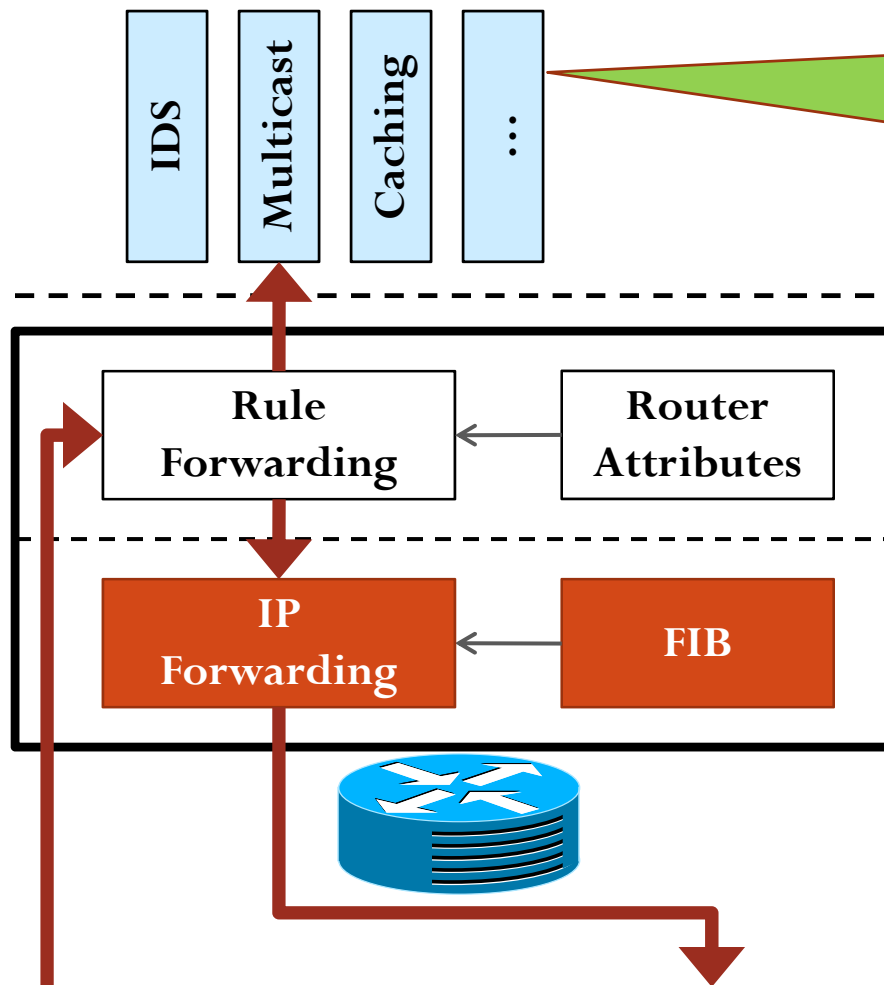 IDS
Multicast
Caching
...
Rule
Forwarding
Router
Attributes
IP
Forwarding
FIB